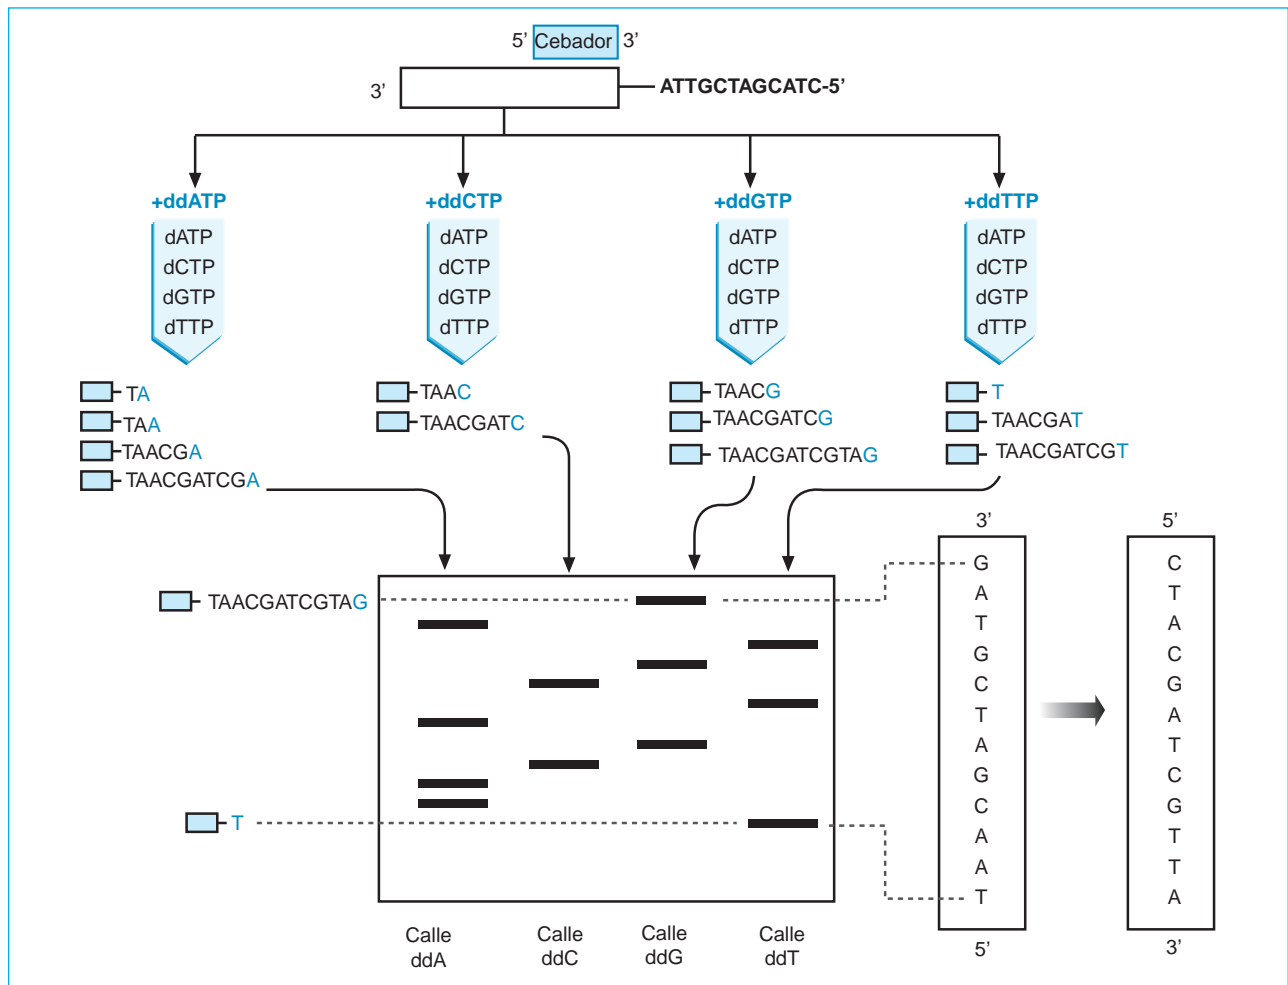 5’ Cebador 3’
3’ ATTGCTAGCATC-5’
+ddATP
dATP
dCTP
dGTP
dTTP
+ddCTP
dATP
dCTP
dGTP
dTTP
+ddGTP
dATP
dCTP
dGTP
dTTP
+ddTTP
dATP
dCTP
dGTP
dTTP
TA
TAA
TAACGA
TAACGATCGA
TAAC
TAACGATC
TAACG
TAACGATCG
TAACGATCGTAG
T
TAACGAT
TAACGATCGT
TAACGATCGTAG
T
Calle
ddA
Calle
ddC
Calle
ddG
Calle
ddT
3’
G
A
T
G
C
T
A
G
C
A
A
T
5’
5’
C
T
A
C
G
A
T
C
G
T
T
A
3’